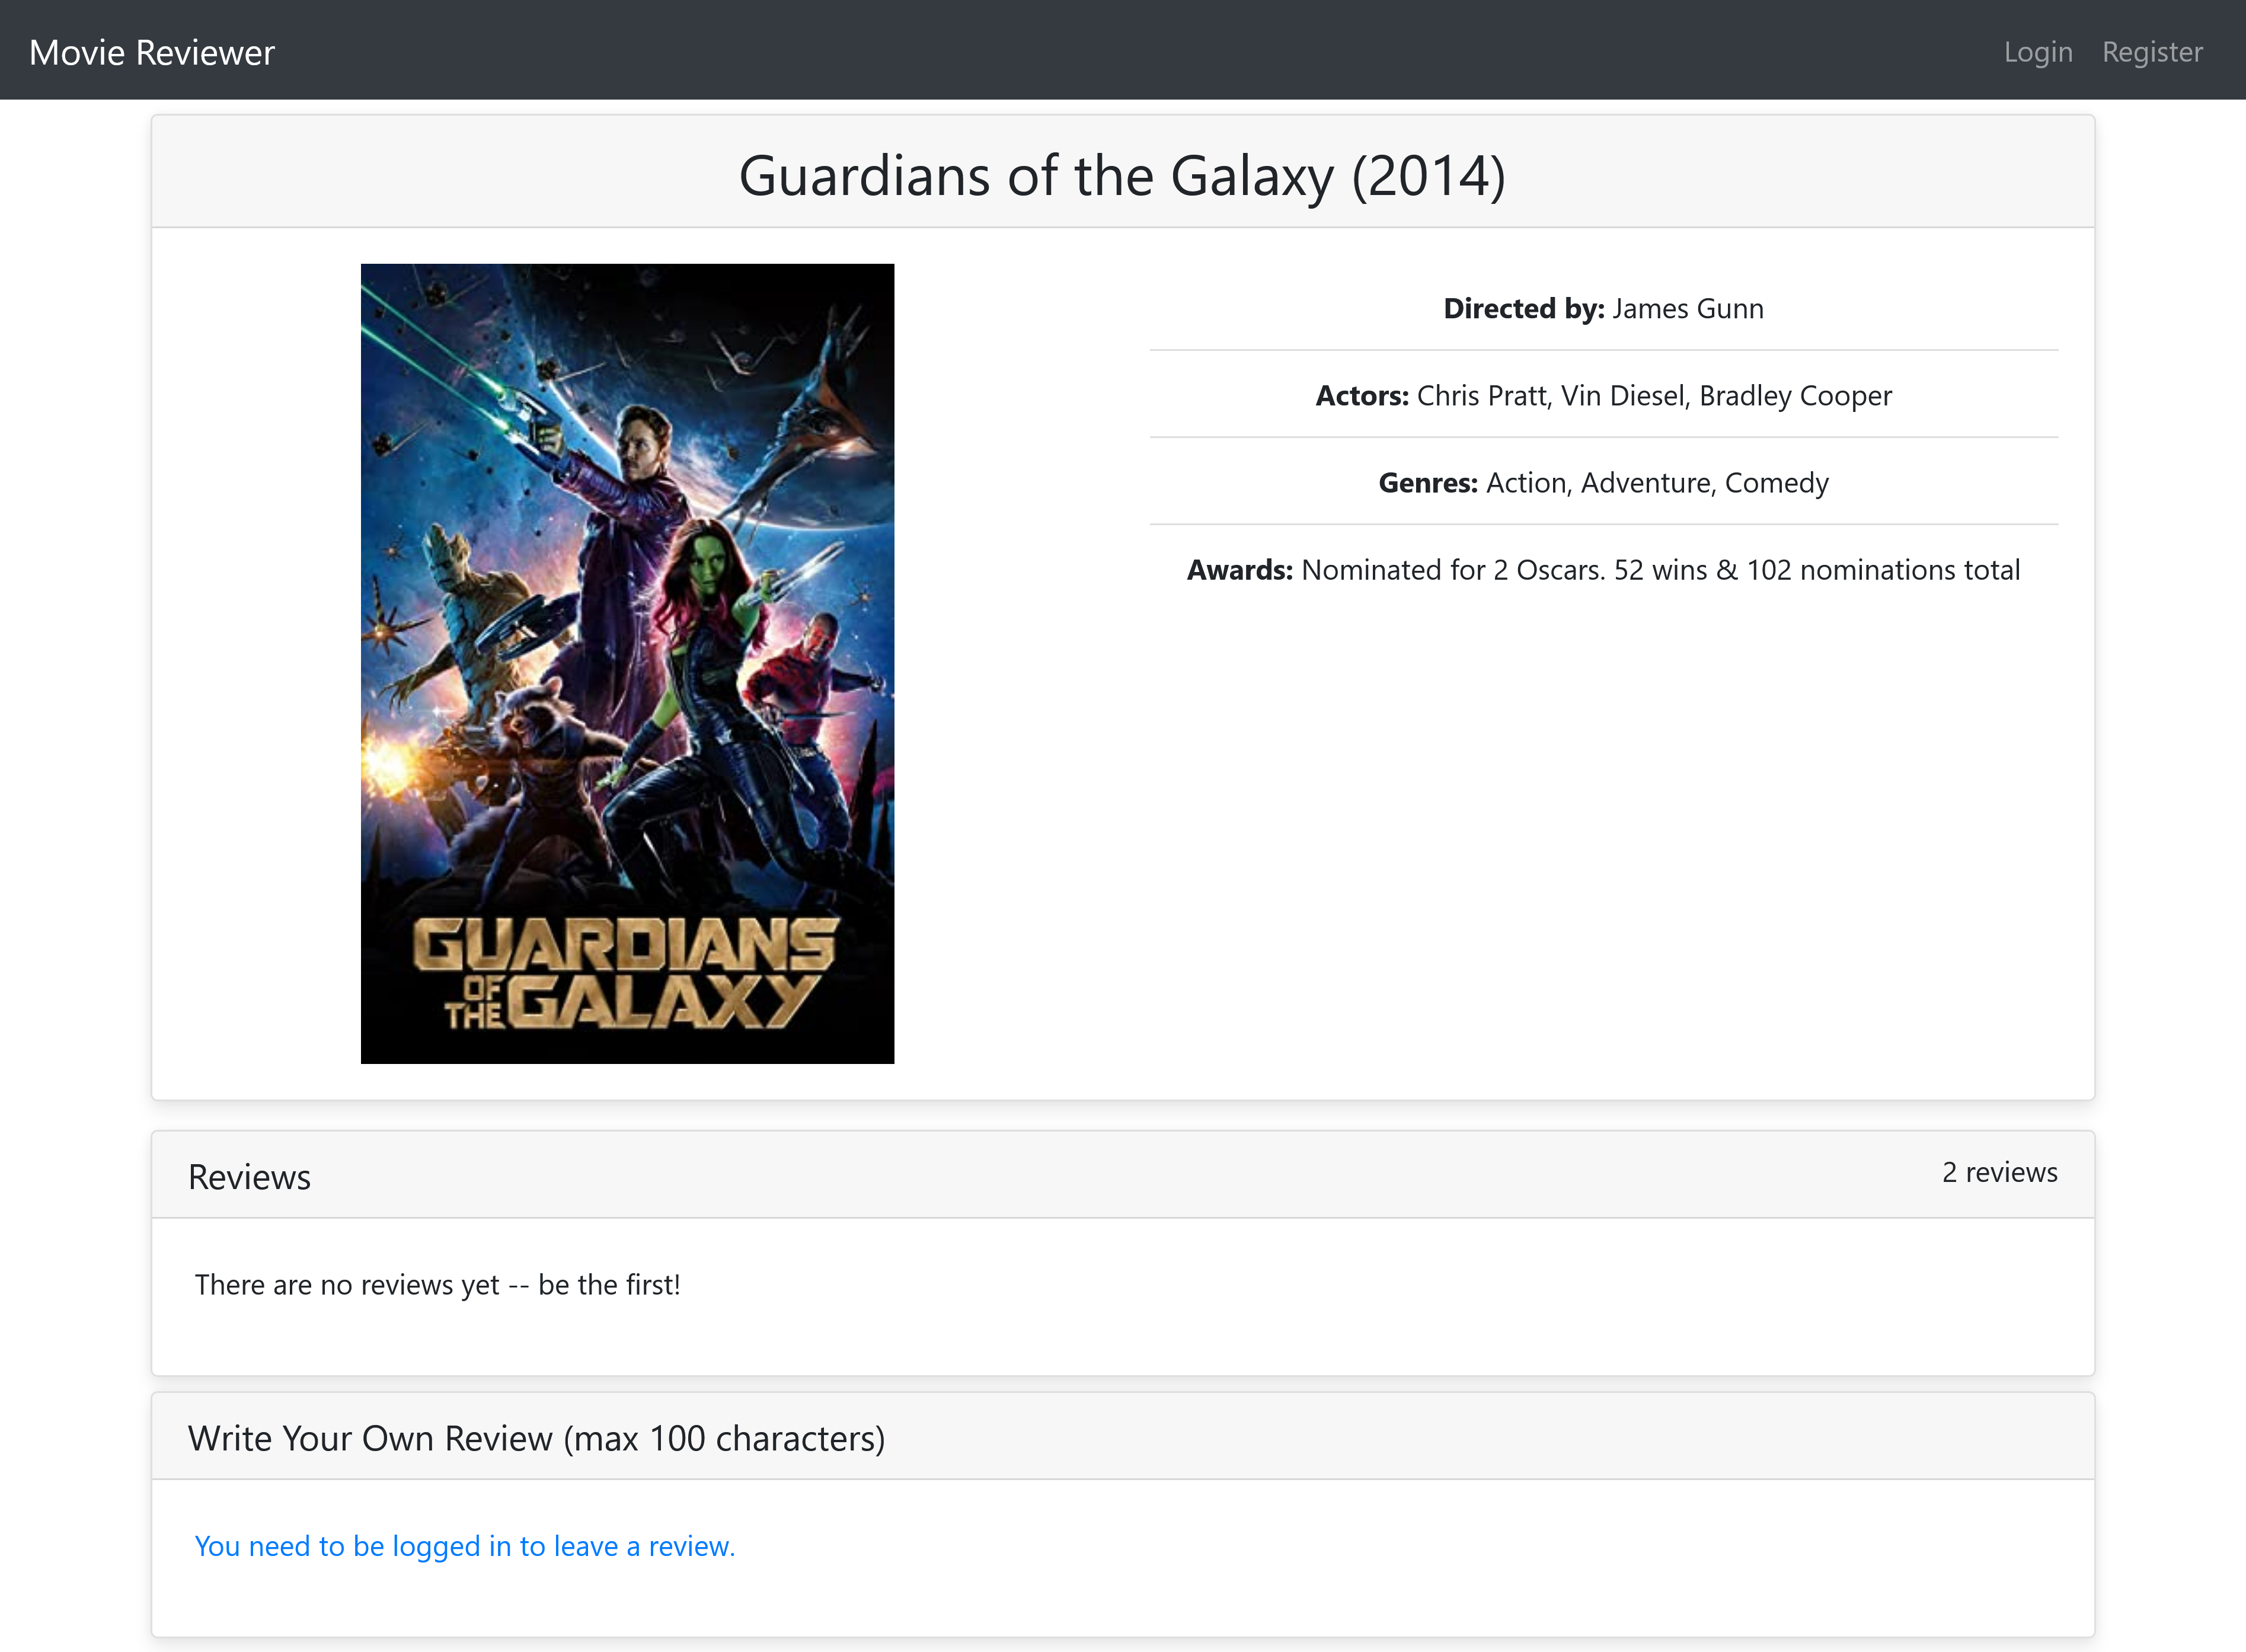 Movie Reviewer
Login Register
Guardians of the Galaxy (2014)
GUARDIANS
OF THE GALAXY
Directed by: James Gunn
Actors: Chris Pratt, Vin Diesel, Bradley Cooper
Genres: Action, Adventure, Comedy
Awards: Nominated for 2 Oscars. 52 wins & 102 nominations total
Reviews
2 reviews
There are no reviews yet -- be the first!
Write Your Own Review (max 100 characters)
You need to be logged in to leave a review.